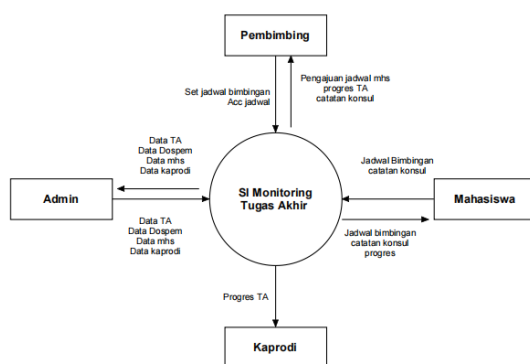 Pembimbing
Set jadwal bimbingan
Acc jadwal
Pengajuan jadwal mhs
progres TA
catatan konsul
Data TA
Data Dospem
Data mhs
Data kaprodi
Jadwal Bimbingan
catatan konsul
Admin
SI Monitoring
Tugas Akhir
Mahasiswa
Data TA
Data Dospem
Data mhs
Data kaprodi
Jadwal bimbingan
catatan konsul
progres
Progres TA
Kaprodi